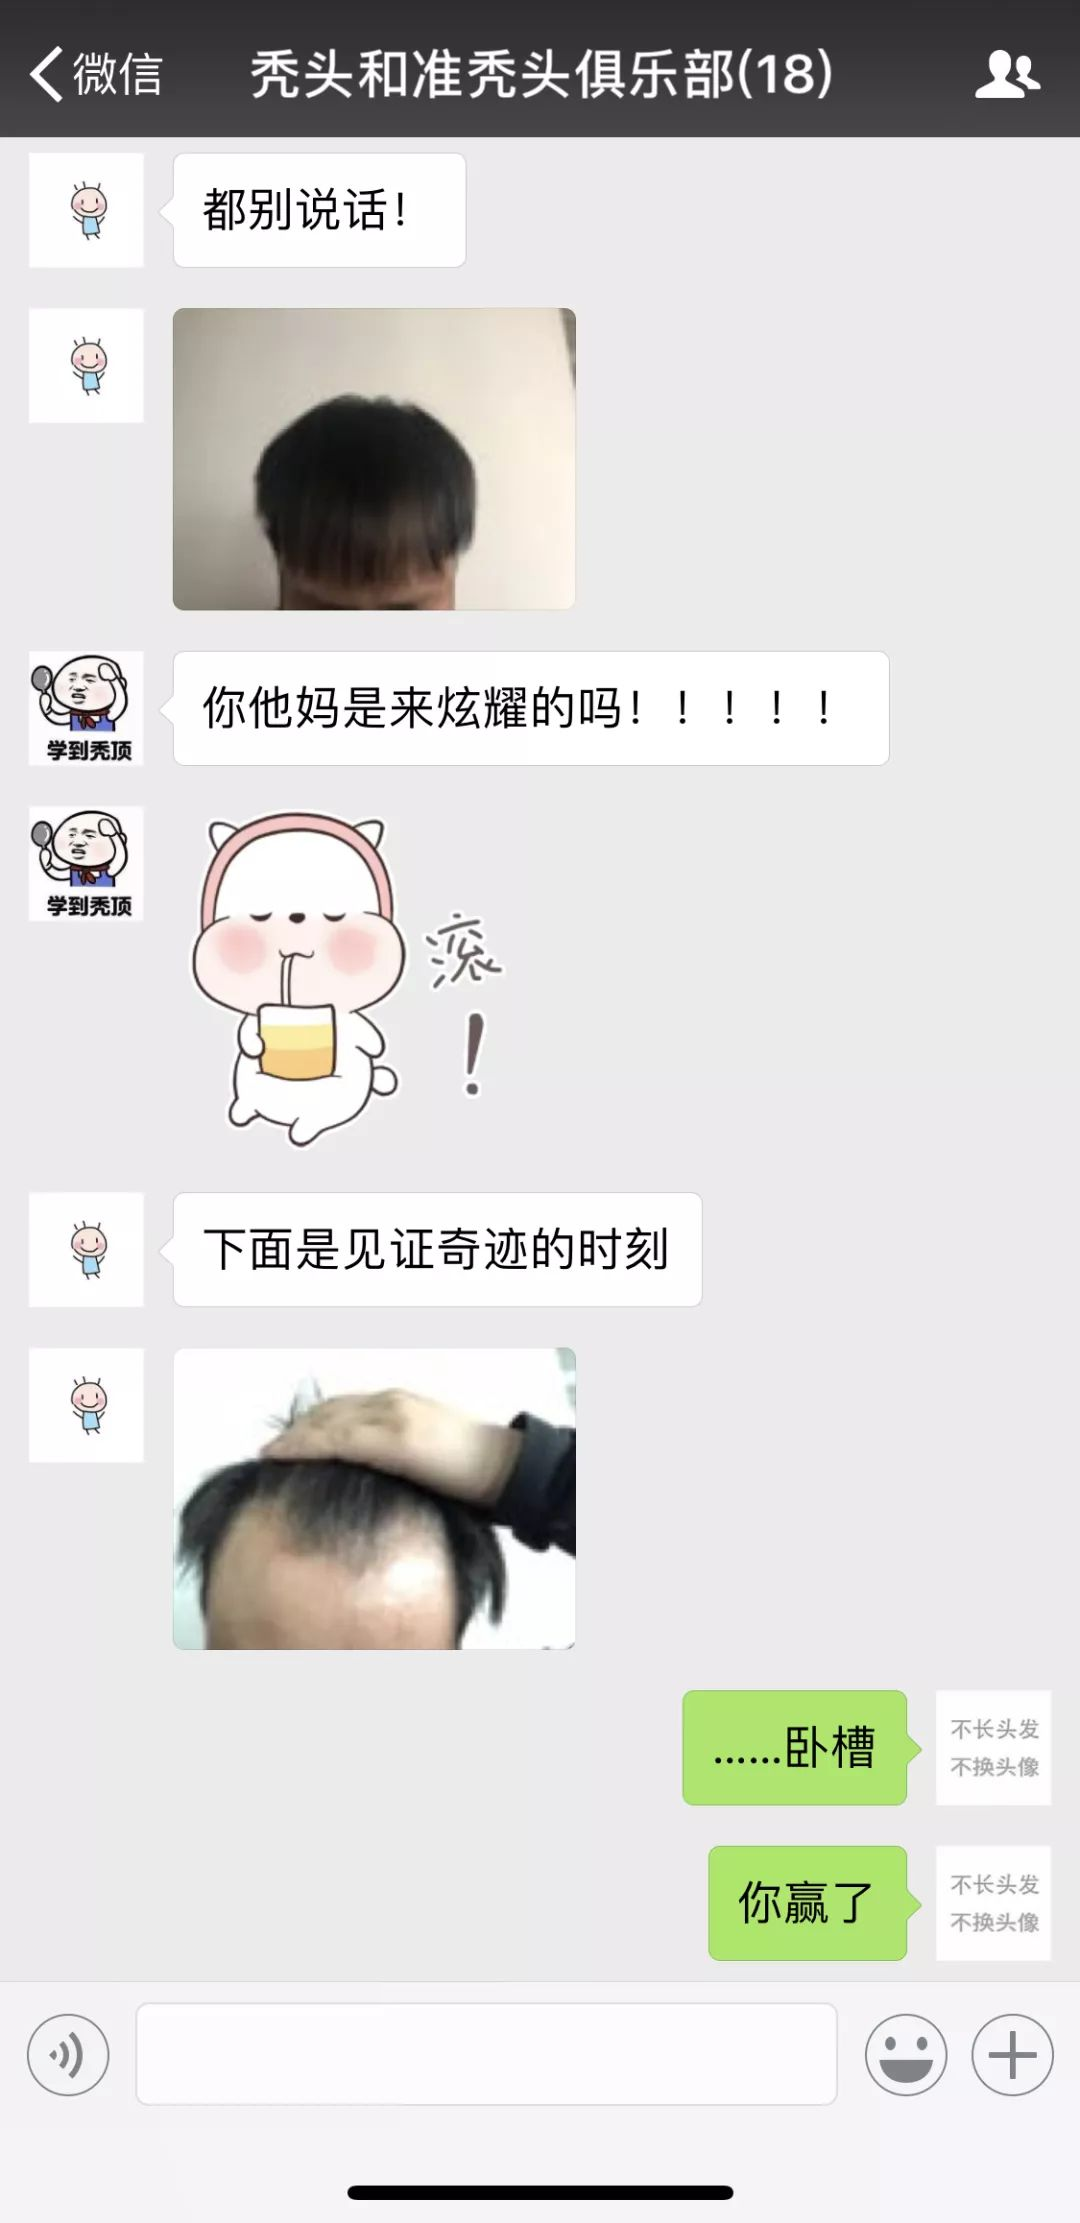 微信
秃头和准秃头俱乐部(18)
都别说话！
你他妈是来炫耀的吗！！！！！
学到秃顶
学到秃顶
滚
！
下面是见证奇迹的时刻
......卧槽
不长头发
不换头像
你赢了
不长头发
不换头像